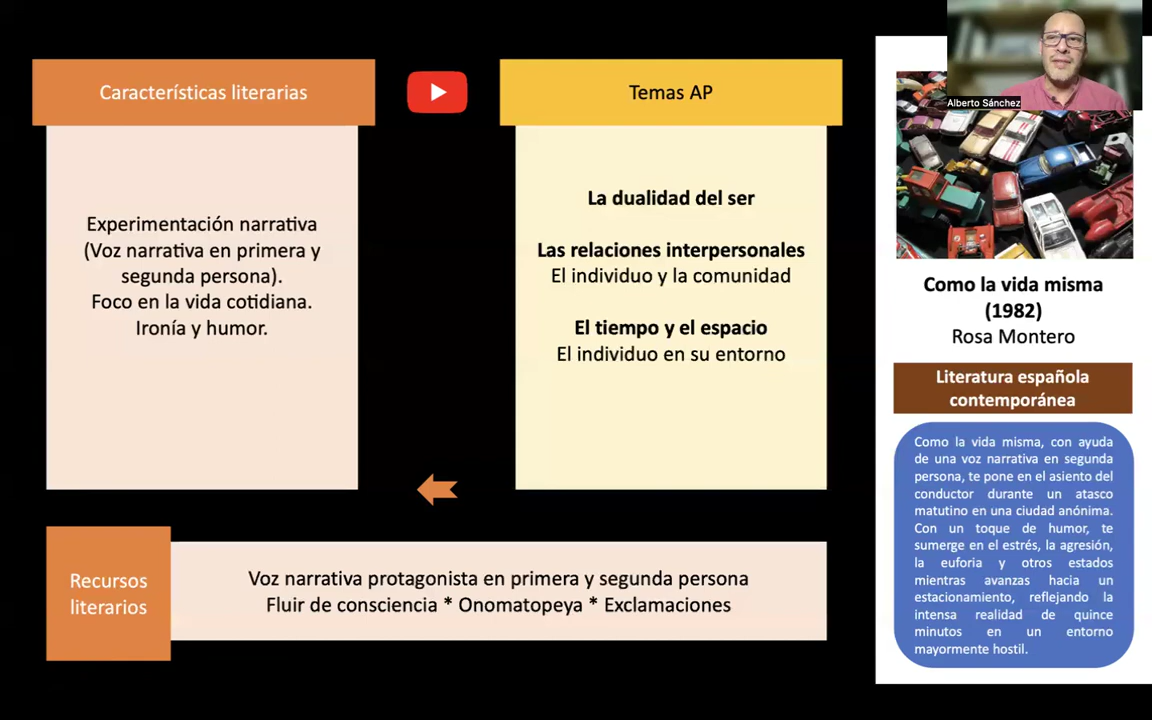 Características literarias
Experimentación narrativa
(Voz narrativa en primera y
segunda persona).
Foco en la vida cotidiana.
Ironía y humor.
Temas AP
La dualidad del ser
Las relaciones interpersonales
El individuo y la comunidad
El tiempo y el espacio
El individuo en su entorno
Recursos
literarios
Voz narrativa protagonista en primera y segunda persona
Fluir de consciencia * Onomatopeya * Exclamaciones
Alberto Sánchez
Como la vida misma
(1982)
Rosa Montero
Literatura española
contemporánea
Como la vida misma, con ayuda
de una voz narrativa en segunda
persona, te pone en el asiento del
conductor durante un atasco
matutino en una ciudad anónima.
Con un toque de humor, te
sumerge en el estrés, la agresión,
la euforia y otros estados
mientras avanzas hacia un
estacionamiento, reflejando la
intensa realidad de quince
minutos en un entorno
mayormente hostil.